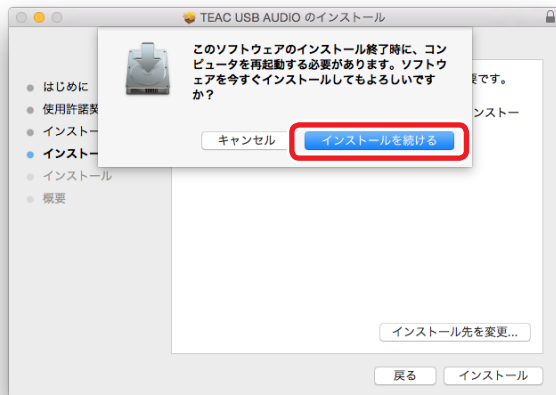 TEAC USB AUDIO のインストール
このソフトウェアのインストール終了時に、コン
ピュータを再起動する必要があります。ソフトウ
ェアを今すぐインストールしてもよろしいです
か？
キャンセル
インストールを続ける
はじめに
使用許諾契
インストー
インストー
インストール
概要
要です。
ンストー
インストール先を変更...
戻る
インストール